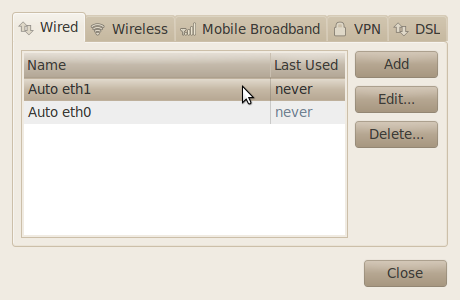 Wired Wireless Mobile Broadband VPN DSL
Name Last Used Add
Auto eth1 never
Edit...
Auto eth0 never
Delete...
Close